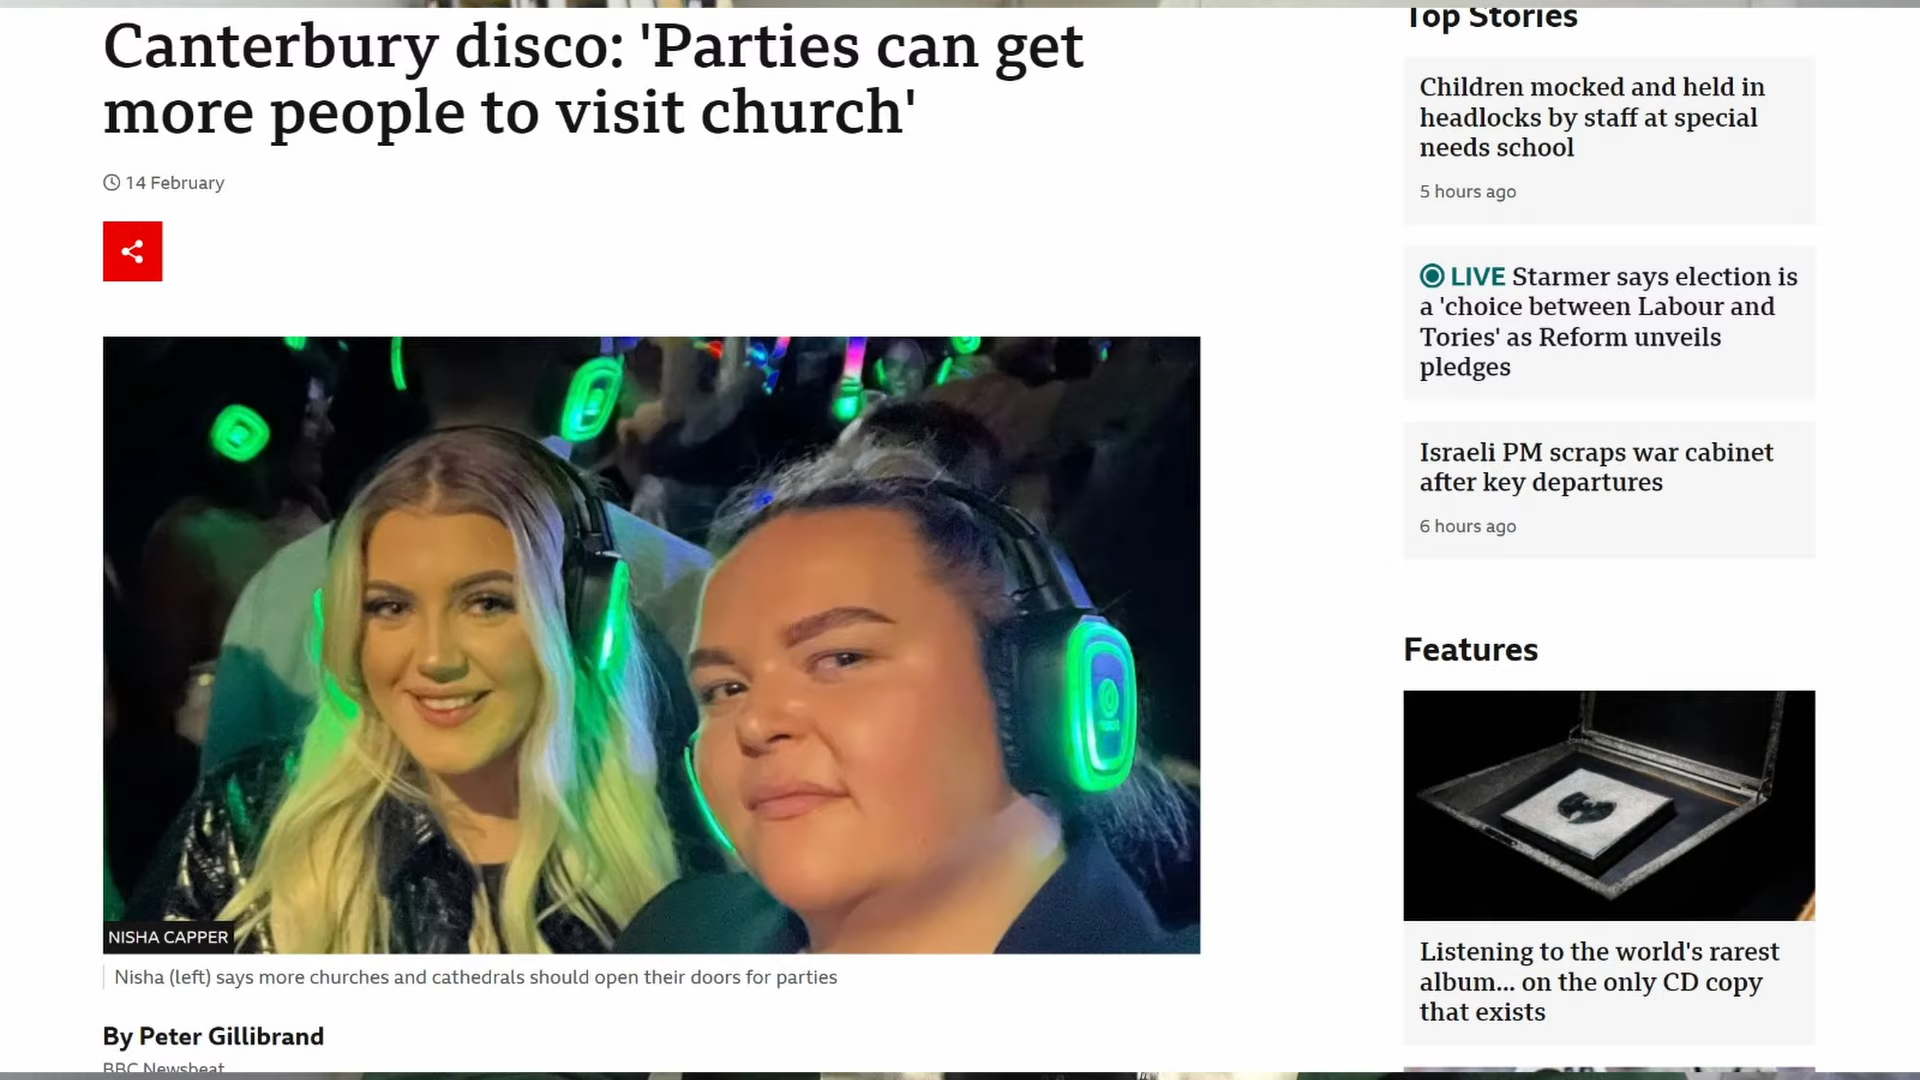 Canterbury disco: 'Parties can get
more people to visit church'
14 February
NISHA CAPPER
Nisha (left) says more churches and cathedrals should open their doors for parties
By Peter Gillibrand
BBC Newsbeat
Top Stories
Children mocked and held in
headlocks by staff at special
needs school
5 hours ago
LIVE Starmer says election is
a 'choice between Labour and
Tories' as Reform unveils
pledges
Israeli PM scraps war cabinet
after key departures
6 hours ago
Features
Listening to the world's rarest
album... on the only CD copy
that exists